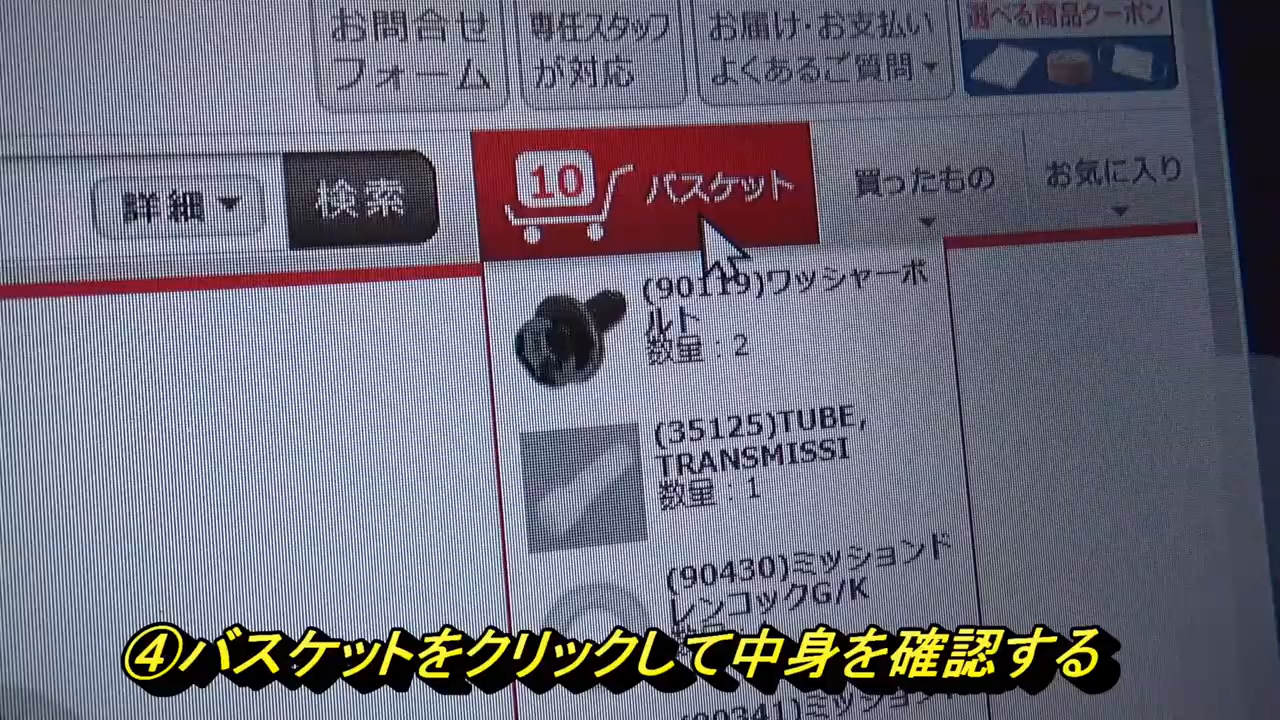 お問合せ
フォーム
専任スタッフ
が対応
お届け・お支払い
よくあるご質問
選べる商品クーポン
詳細
検索
10
バスケット
買ったもの
お気に入り
(90119)ワッシャーボ
ルト
数量：2
(35125)TUBE,
TRANSMISSI
数量：1
(90430)ミッションド
レンコックG/K
④バスケットをクリックして中身を確認する